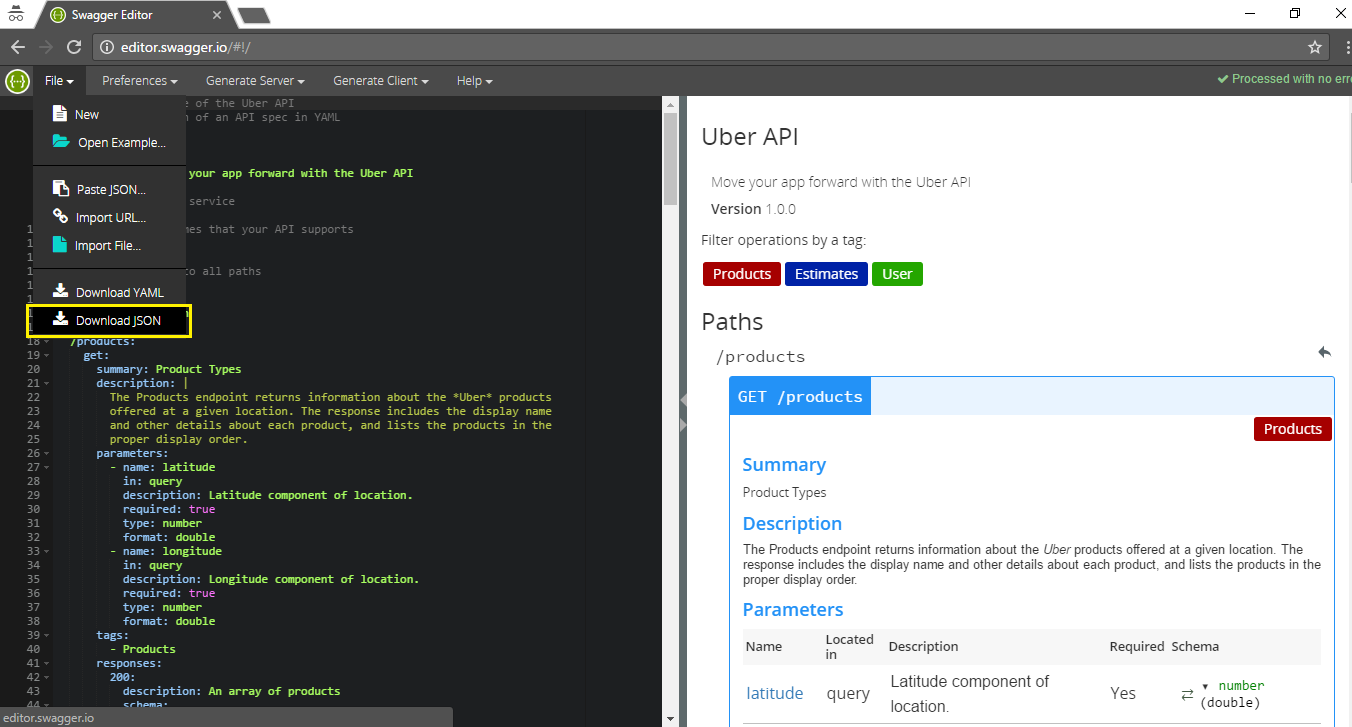 Swagger Editor
editor.swagger.io/#!/
File Preferences Generate Server Generate Client Help
Processed with no erro
New
Open Example...
Paste JSON...
Import URL...
Import File...
Download YAML
Download JSON
e of the Uber API
n of an API spec in YAML
your app forward with the Uber API
service
mes that your API supports
to all paths
18 /products:
19 get:
20 summary: Product Types
21 description: |
22 The Products endpoint returns information about the *Uber* products
23 offered at a given location. The response includes the display name
24 and other details about each product, and lists the products in the
25 proper display order.
26 parameters:
27 - name: latitude
28 in: query
29 description: Latitude component of location.
30 required: true
31 type: number
32 format: double
33 - name: longitude
34 in: query
35 description: Longitude component of location.
36 required: true
37 type: number
38 format: double
39 tags:
40 - Products
41 responses:
42 200:
43 description: An array of products
44 schema:
editor.swagger.io
Uber API
Move your app forward with the Uber API
Version 1.0.0
Filter operations by a tag:
Products Estimates User
Paths
/products
GET /products
Products
Summary
Product Types
Description
The Products endpoint returns information about the Uber products offered at a given location. The
response includes the display name and other details about each product, and lists the products in the
proper display order.
Parameters
Name Located in Description Required Schema
latitude query Latitude component of location. Yes number (double)